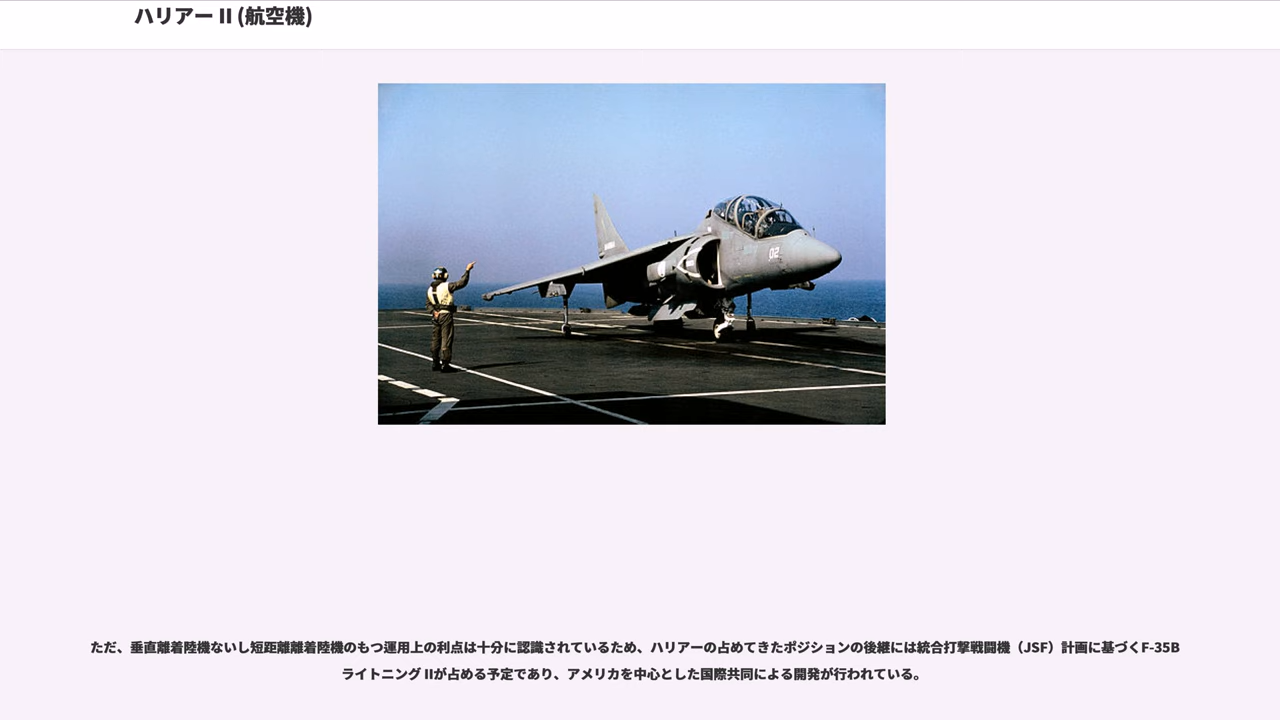 ハリアー II (航空機)
02
ただ、垂直離着陸機ないし短距離離着陸機のもつ運用上の利点は十分に認識されているため、ハリアーの占めてきたポジションの後継には統合打撃戦闘機（JSF）計画に基づくF-35B
ライトニング IIが占める予定であり、アメリカを中心とした国際共同による開発が行われている。